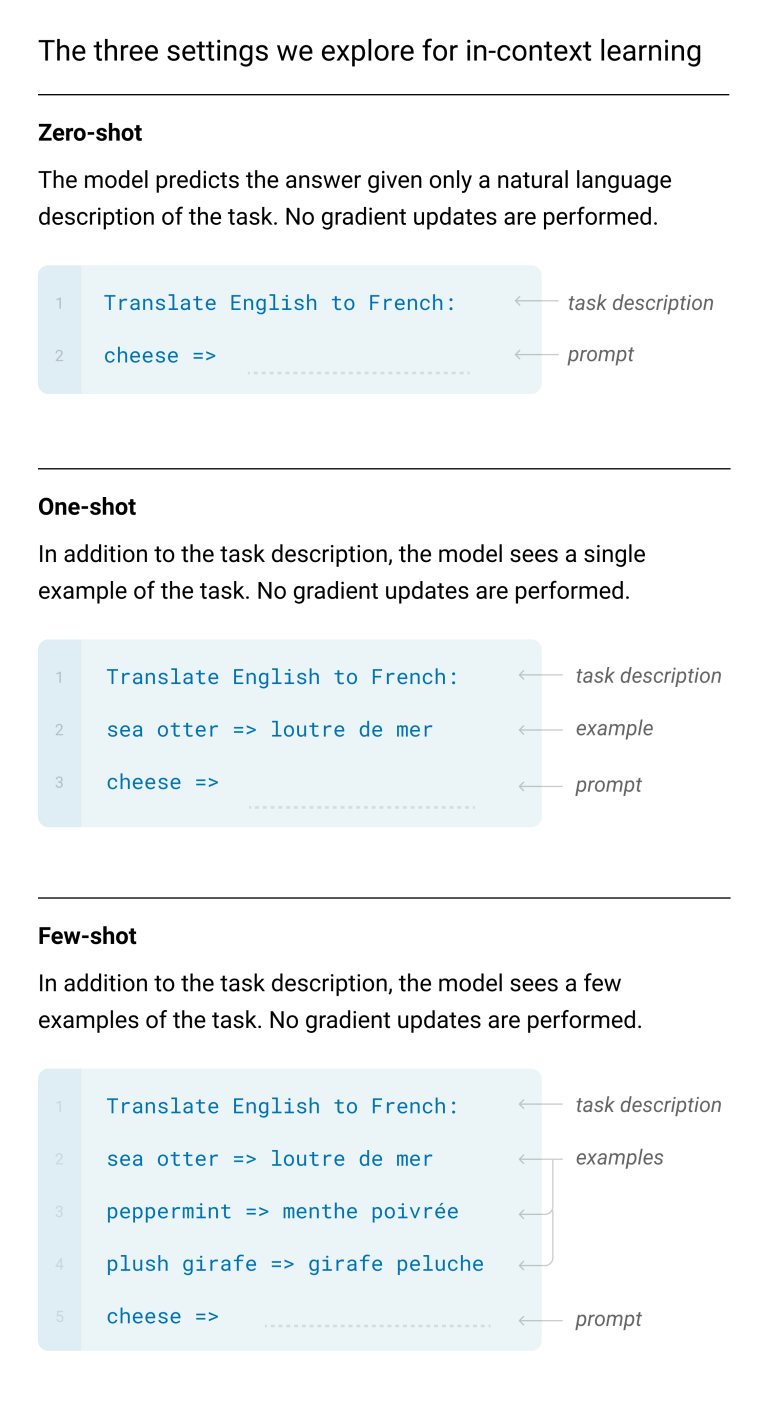 The three settings we explore for in-context learning
Zero-shot
The model predicts the answer given only a natural language
description of the task. No gradient updates are performed.
1 Translate English to French: task description
2 cheese => prompt
One-shot
In addition to the task description, the model sees a single
example of the task. No gradient updates are performed.
1 Translate English to French: task description
2 sea otter => loutre de mer example
3 cheese => prompt
Few-shot
In addition to the task description, the model sees a few
examples of the task. No gradient updates are performed.
1 Translate English to French: task description
2 sea otter => loutre de mer examples
3 peppermint => menthe poivrée
4 plush girafe => girafe peluche
5 cheese => prompt